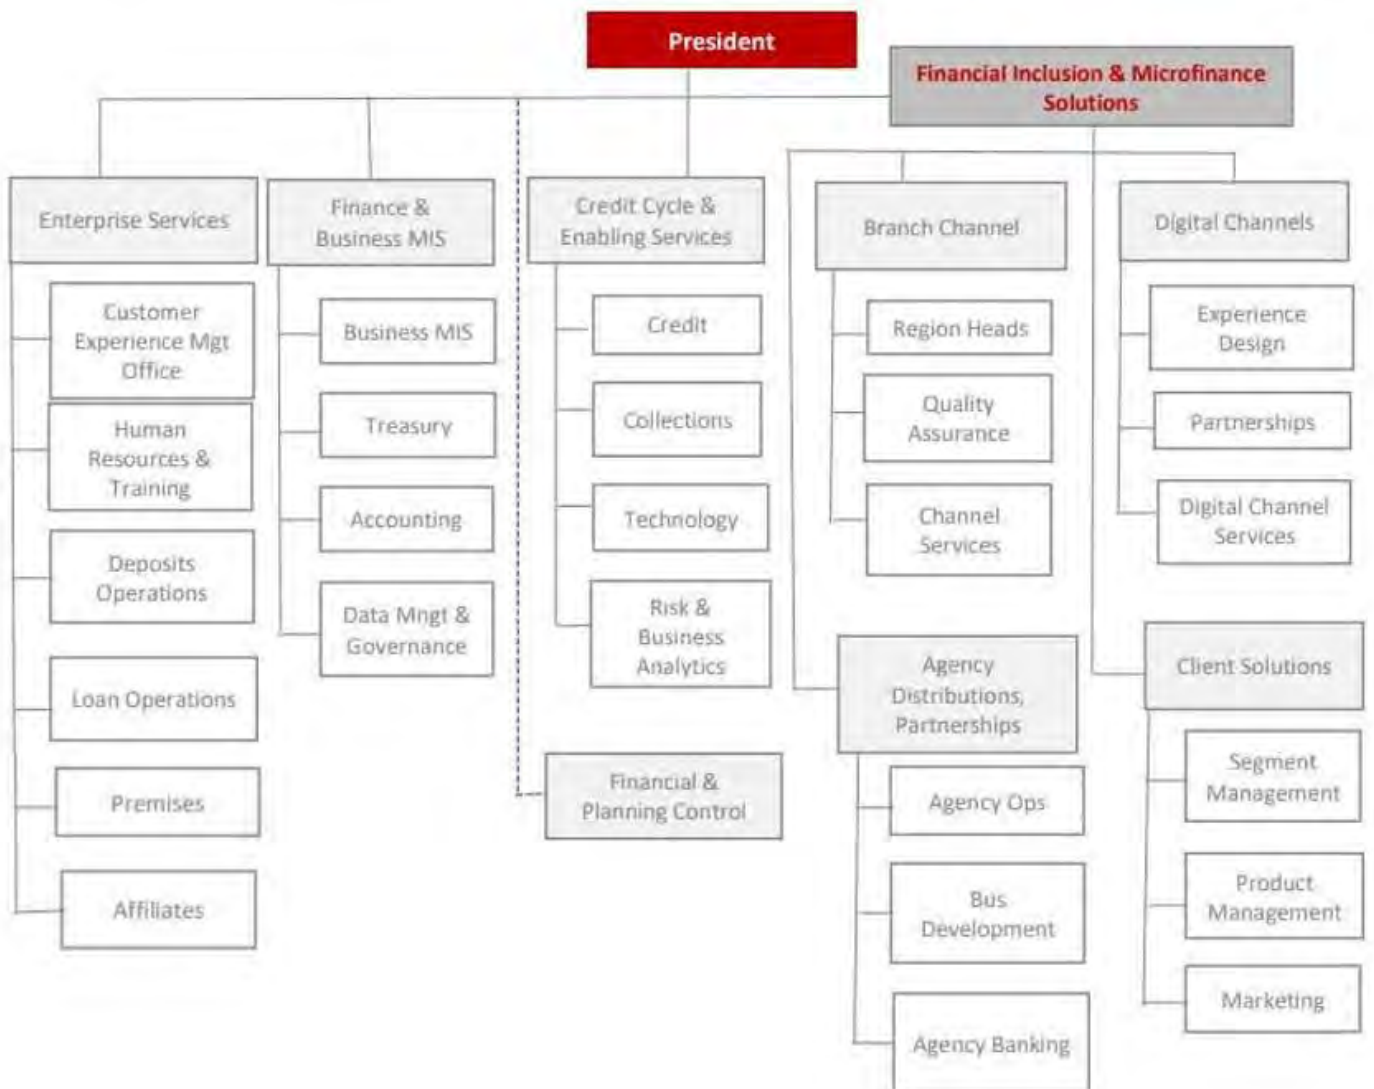 President
Financial Inclusion & Microfinance
Solutions
Enterprise Services
Customer
Experience Mgt
Office
Human
Resources &
Training
Deposits
Operations
Loan Operations
Premises
Affiliates
Finance &
Business MIS
Business MIS
Treasury
Accounting
Data Mngt &
Governance
Credit Cycle &
Enabling Services
Credit
Collections
Technology
Risk &
Business
Analytics
Financial &
Planning Control
Branch Channel
Region Heads
Quality
Assurance
Channel
Services
Agency
Distributions,
Partnerships
Agency Ops
Bus
Development
Agency Banking
Digital Channels
Experience
Design
Partnerships
Digital Channel
Services
Client Solutions
Segment
Management
Product
Management
Marketing